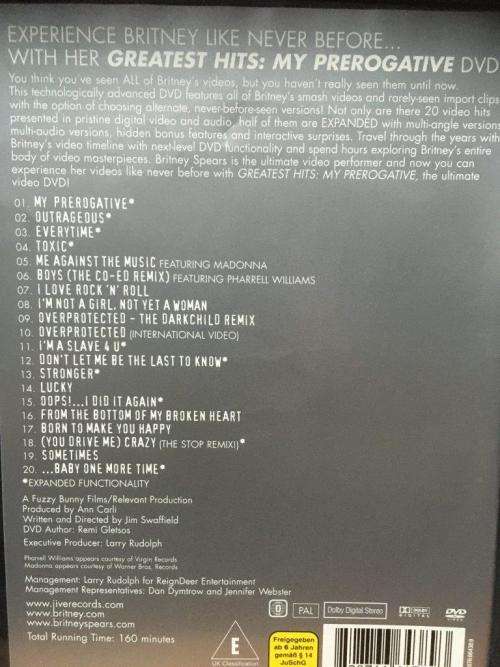 EXPERIENCE BRITNEY LIKE NEVER BEFORE...
WITH HER GREATEST HITS: MY PREROGATIVE DVD
You think you've seen ALL of Britney's videos, but you haven't really seen them until now.
This technologically advanced DVD features all of Britney's smash videos and rarely-seen import clips
with the option of choosing alternate, never-before-seen versions! Not only are there 20 video hits
presented in pristine digital video and audio, half of them are EXPANDED with multi-angle versions
multi-audio versions, hidden bonus features and interactive surprises. Travel through the years with
Britney's video timeline with next-level DVD functionality and spend hours exploring Britney's entire
body of video masterpieces. Britney Spears is the ultimate video performer and now you can
experience her videos like never before with GREATEST HITS: MY PREROGATIVE, the ultimate
video DVD!
01. MY PREROGATIVE*
02. OUTRAGEOUS*
03. EVERYTIME*
04. TOXIC*
05. ME AGAINST THE MUSIC FEATURING MADONNA
06. BOYS (THE CO-ED REMIX) FEATURING PHARRELL WILLIAMS
07. I LOVE ROCK 'N' ROLL
08. I'M NOT A GIRL, NOT YET A WOMAN
09. OVERPROTECTED - THE DARKCHILD REMIX
10. OVERPROTECTED (INTERNATIONAL VIDEO)
11. I'M A SLAVE 4 U*
12. DON'T LET ME BE THE LAST TO KNOW*
13. STRONGER*
14. LUCKY
15. OOPS!...I DID IT AGAIN*
16. FROM THE BOTTOM OF MY BROKEN HEART
17. BORN TO MAKE YOU HAPPY
18. (YOU DRIVE ME) CRAZY (THE STOP REMIX!)*
19. SOMETIMES
20. ...BABY ONE MORE TIME*
*EXPANDED FUNCTIONALITY
A Fuzzy Bunny Films/Relevant Production
Produced by Ann Carli
Written and Directed by Jim Swaffield
DVD Author: Remi Gletsos
Executive Producer: Larry Rudolph
Pharrell Williams appears courtesy of Virgin Records
Madonna appears courtesy of Warner Bros. Records
Management: Larry Rudolph for ReignDeer Entertainment
Management Representatives: Dan Dymtrow and Jennifer Webster
www.jiverecords.com
www.britney.com
www.britneyspears.com
Total Running Time: 160 minutes
0 PAL Dolby Digital Stereo DOLBY DIGITAL DVD
E
UK Classification
Freigegeben
ab 6 Jahren
gemäß § 14
JuSchG